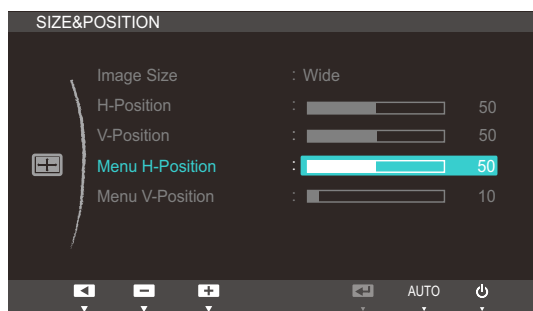 SIZE&POSITION
Image Size : Wide
H-Position : 50
V-Position : 50
Menu H-Position : 50
Menu V-Position : 10
AUTO